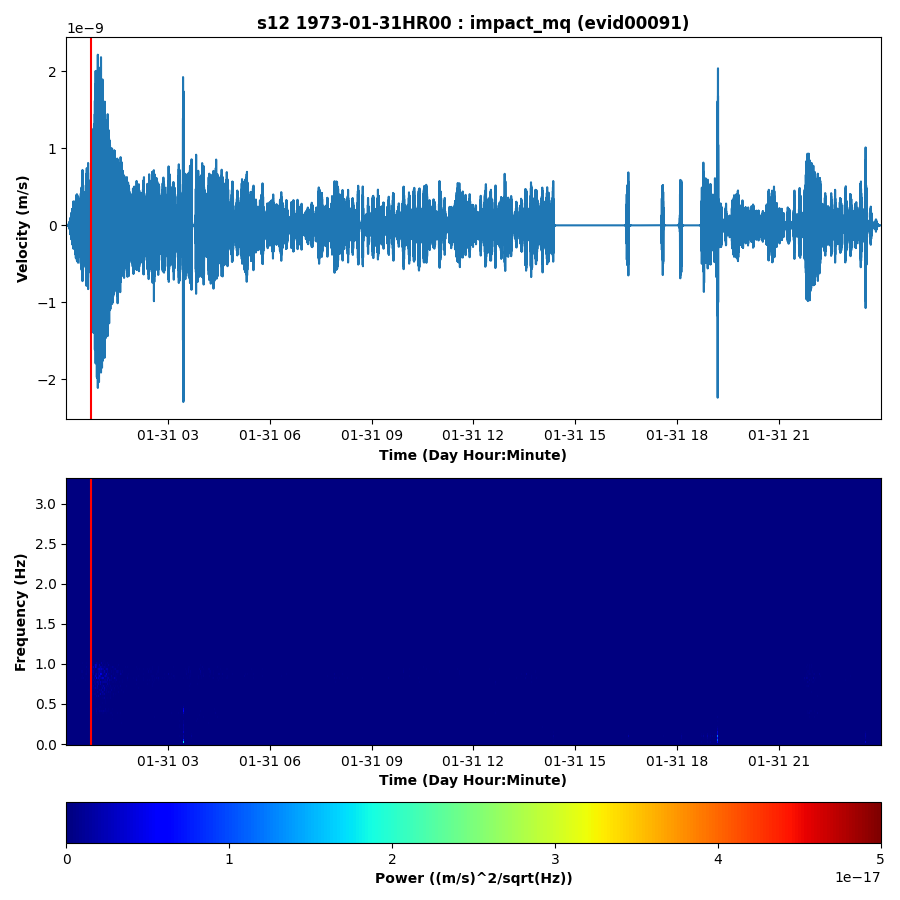 s12 1973-01-31HR00 : impact_mq (evid00091)
1e−9
2
1
0
−1
−2
Velocity (m/s)
01-31 03 01-31 06 01-31 09 01-31 12 01-31 15 01-31 18 01-31 21
Time (Day Hour:Minute)
3.0
2.5
2.0
1.5
1.0
0.5
0.0
Frequency (Hz)
01-31 03 01-31 06 01-31 09 01-31 12 01-31 15 01-31 18 01-31 21
Time (Day Hour:Minute)
0 1 2 3 4 5
1e−17
Power ((m/s)^2/sqrt(Hz))